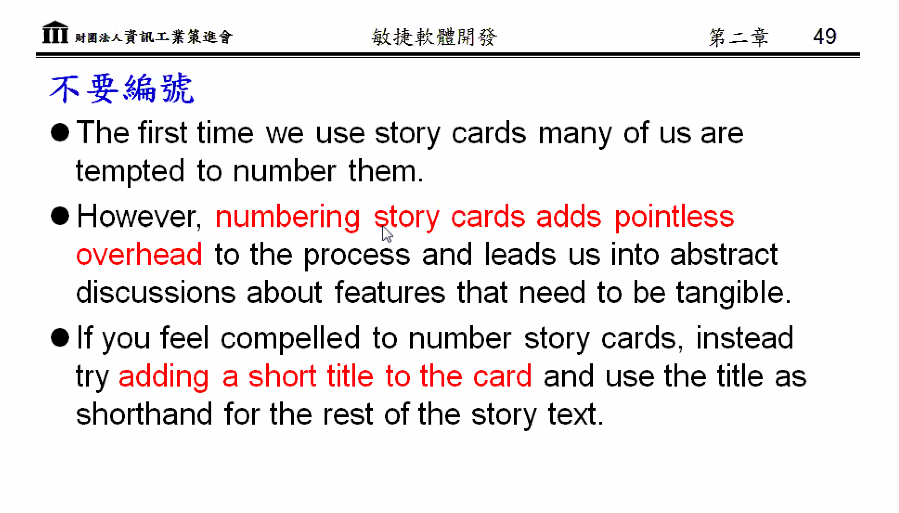 財團法人資訊工業策進會 敏捷軟體開發 第二章 49
不要編號
● The first time we use story cards many of us are
tempted to number them.
● However, numbering story cards adds pointless
overhead to the process and leads us into abstract
discussions about features that need to be tangible.
● If you feel compelled to number story cards, instead
try adding a short title to the card and use the title as
shorthand for the rest of the story text.